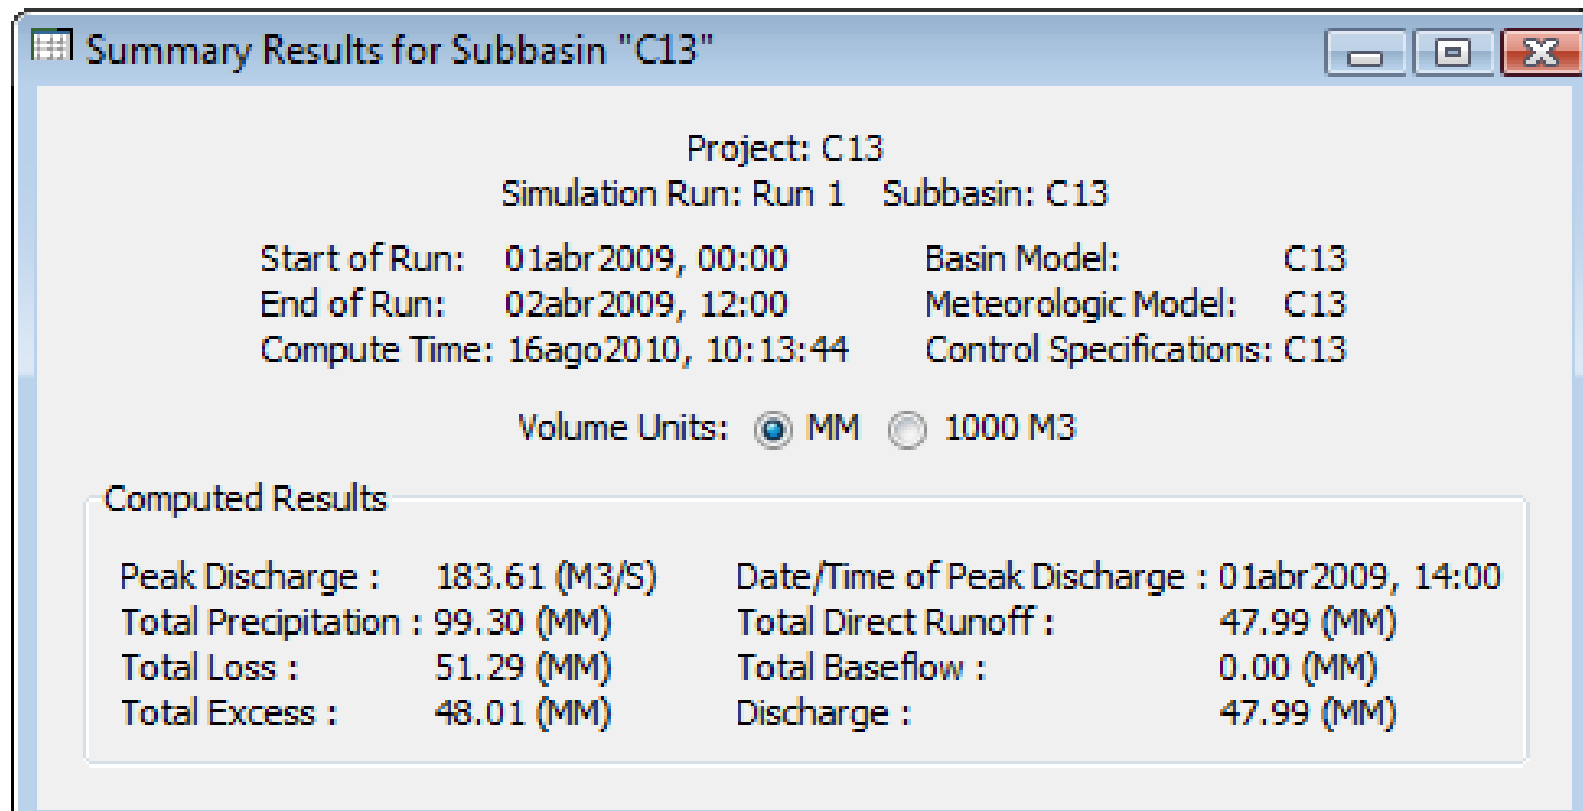 Summary Results for Subbasin "C13"
Project: C13
Simulation Run: Run 1 Subbasin: C13
Start of Run: 01abr2009, 00:00 Basin Model: C13
End of Run: 02abr2009, 12:00 Meteorologic Model: C13
Compute Time: 16ago2010, 10:13:44 Control Specifications: C13
Volume Units: MM 1000 M3
Computed Results
Peak Discharge : 183.61 (M3/S) Date/Time of Peak Discharge : 01abr2009, 14:00
Total Precipitation : 99.30 (MM) Total Direct Runoff : 47.99 (MM)
Total Loss : 51.29 (MM) Total Baseflow : 0.00 (MM)
Total Excess : 48.01 (MM) Discharge : 47.99 (MM)